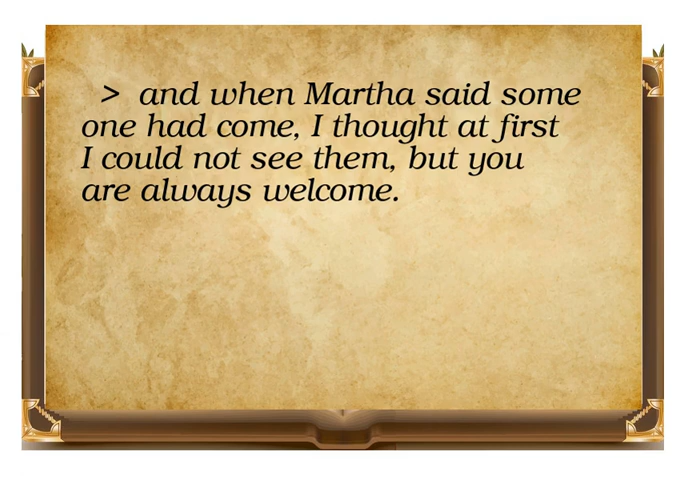 > and when Martha said some
one had come, I thought at first
I could not see them, but you
are always welcome.